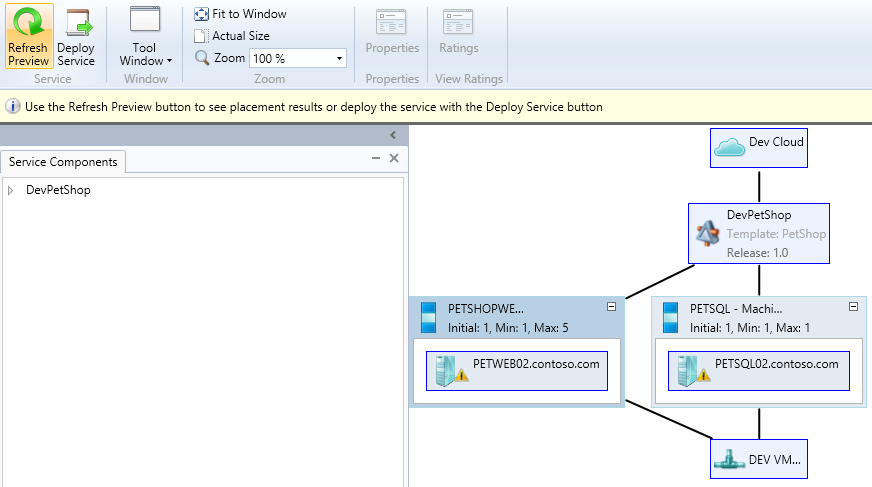 Refresh Preview
Deploy Service
Service
Tool Window
Window
Fit to Window
Actual Size
Zoom 100 %
Zoom
Properties
Properties
Ratings
View Ratings
Use the Refresh Preview button to see placement results or deploy the service with the Deploy Service button
Service Components
DevPetShop
Dev Cloud
DevPetShop
Template: PetShop
Release: 1.0
PETSHOPWE...
Initial: 1, Min: 1, Max: 5
PETWEB02.contoso.com
PETSQL - Machi...
Initial: 1, Min: 1, Max: 1
PETSQL02.contoso.com
DEV VM...